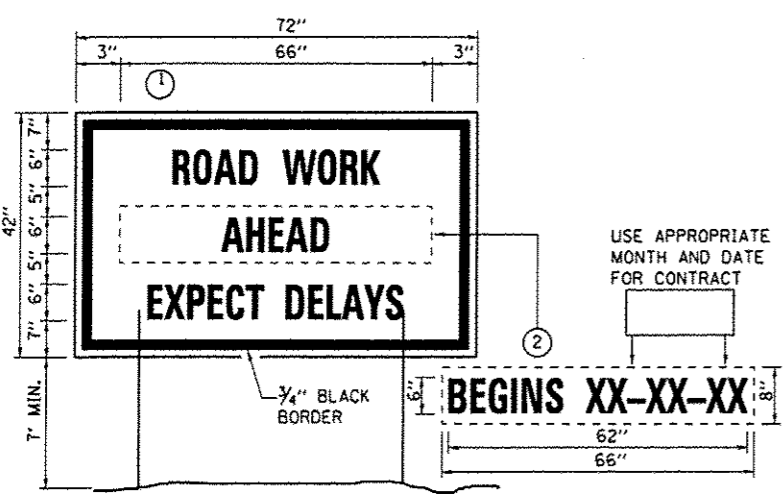 72"
3" 66" 3"
1
7"
6"
5"
6"
5"
6"
7"
42"
7' MIN.
ROAD WORK
AHEAD
EXPECT DELAYS
2
¾" BLACK
BORDER
USE APPROPRIATE
MONTH AND DATE
FOR CONTRACT
6"
BEGINS XX-XX-XX
8"
62"
66"